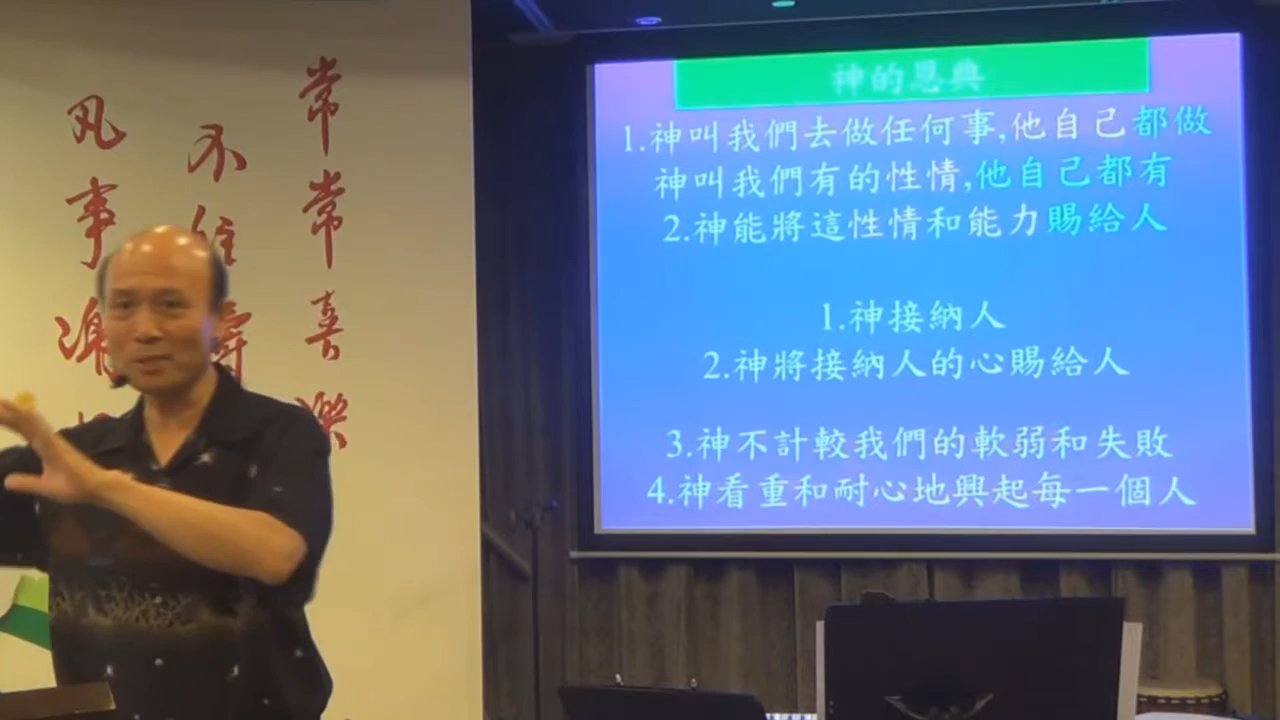 神的恩典
1.神叫我們去做任何事,他自己都做
神叫我們有的性情,他自己都有
2.神能將這性情和能力賜給人
1.神接納人
2.神將接納人的心賜給人
3.神不計較我們的軟弱和失敗
4.神看重和耐心地興起每一個人
常常喜樂
不住禱
凡事謝